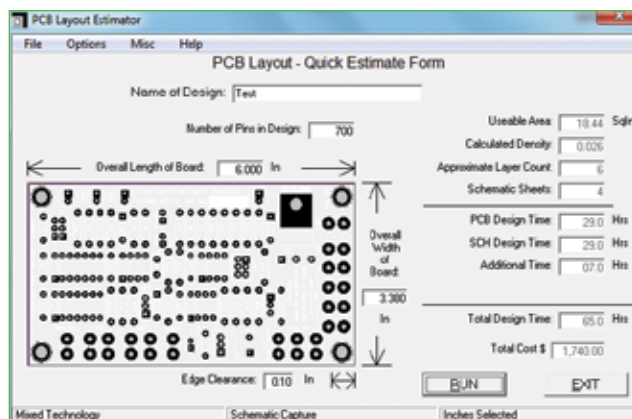 PCB Layout Estimator
File Options Misc Help
PCB Layout - Quick Estimate Form
Name of Design: Test
Number of Pins in Design: 700
Overall Length of Board: 6.000 In
Overall
Width
of
Board:
3.380
In
Edge Clearance: 0.10 In
Useable Area: 18.44 SqIn
Calculated Density: 0.026
Approximate Layer Count: 6
Schematic Sheets: 4
PCB Design Time: 29.0 Hrs
SCH Design Time: 29.0 Hrs
Additional Time: 07.0 Hrs
Total Design Time: 65.0 Hrs
Total Cost $ 1,740.00
RUN EXIT
Mixed Technology Schematic Capture Inches Selected